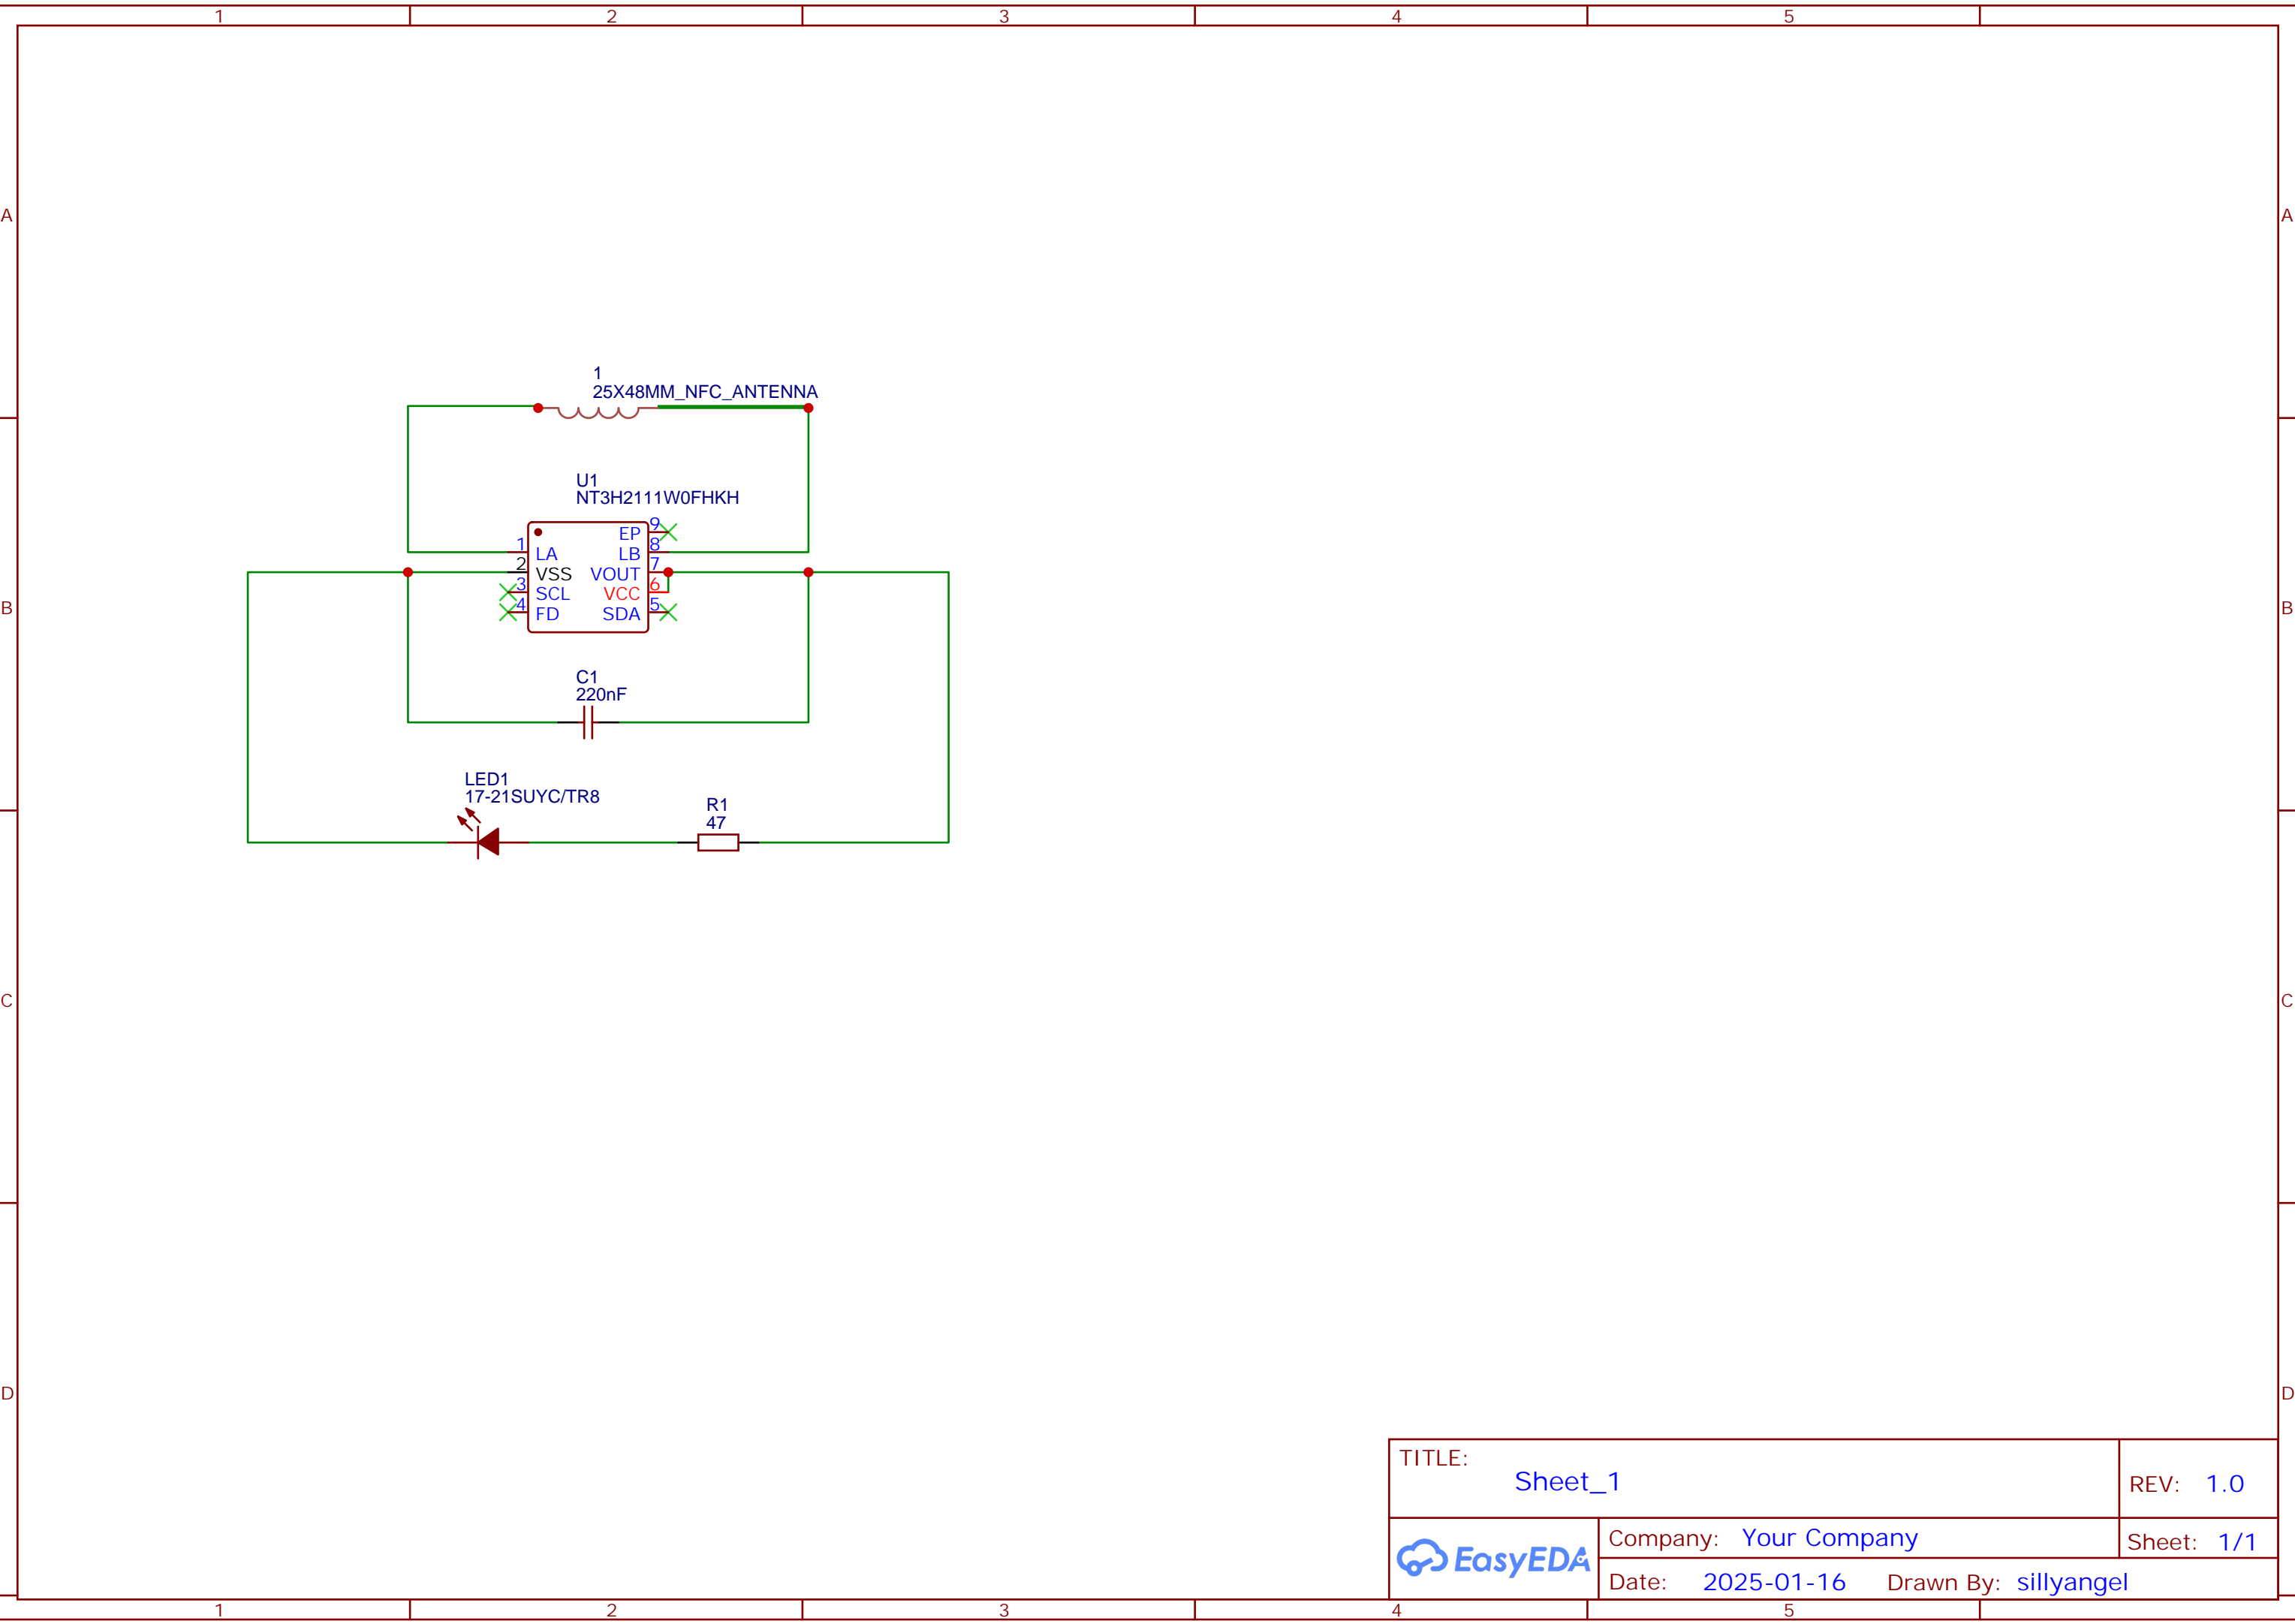 1 2 3 4 5
A A
1
25X48MM_NFC_ANTENNA
U1
NT3H2111W0FHKH
EP 9
1 LA LB 8
2 VSS VOUT 7
3 SCL VCC 6
4 FD SDA 5
B B
C1
220nF
LED1
17-21SUYC/TR8
R1
47
C C
D D
TITLE:
Sheet_1
REV: 1.0
EasyEDA
Company: Your Company
Sheet: 1/1
Date: 2025-01-16 Drawn By: sillyangel
1 2 3 4 5